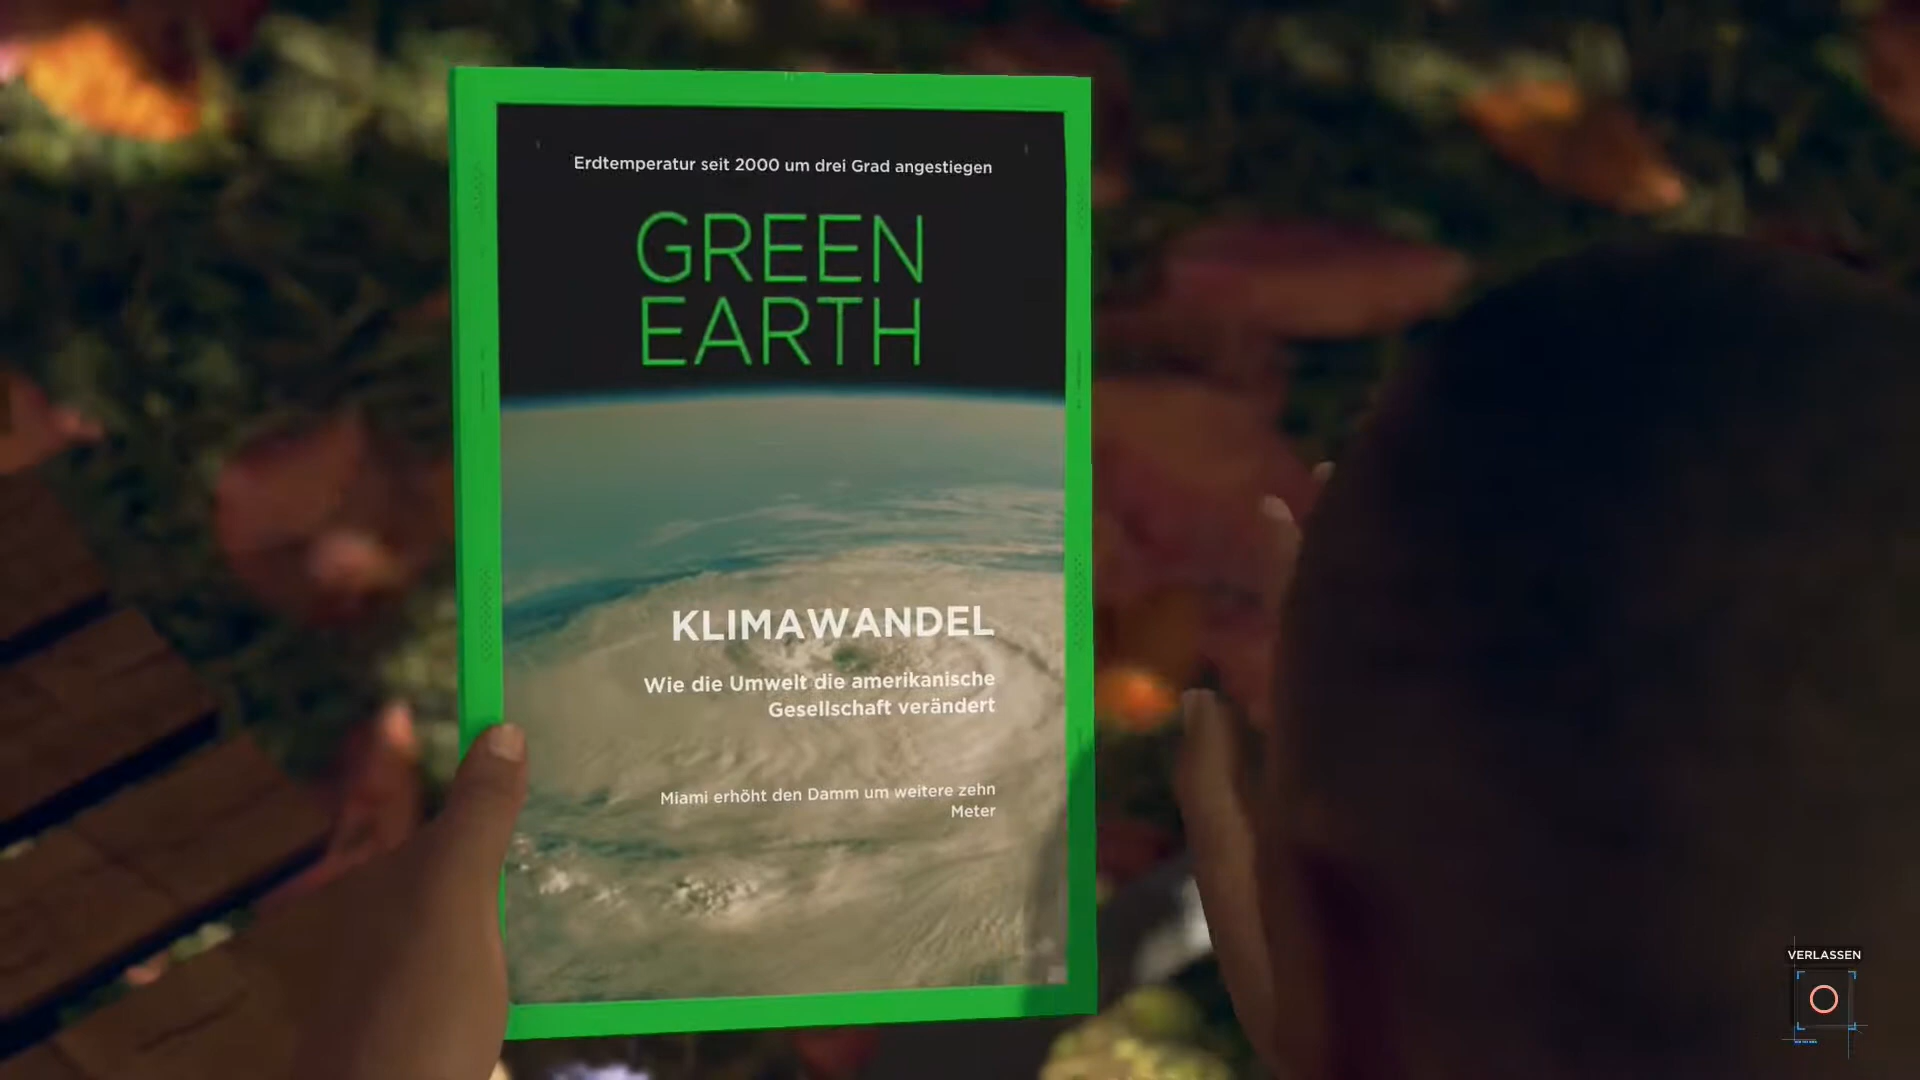 Erdtemperatur seit 2000 um drei Grad angestiegen
GREEN
EARTH
KLIMAWANDEL
Wie die Umwelt die amerikanische
Gesellschaft verändert
Miami erhöht den Damm um weitere zehn
Meter
VERLASSEN